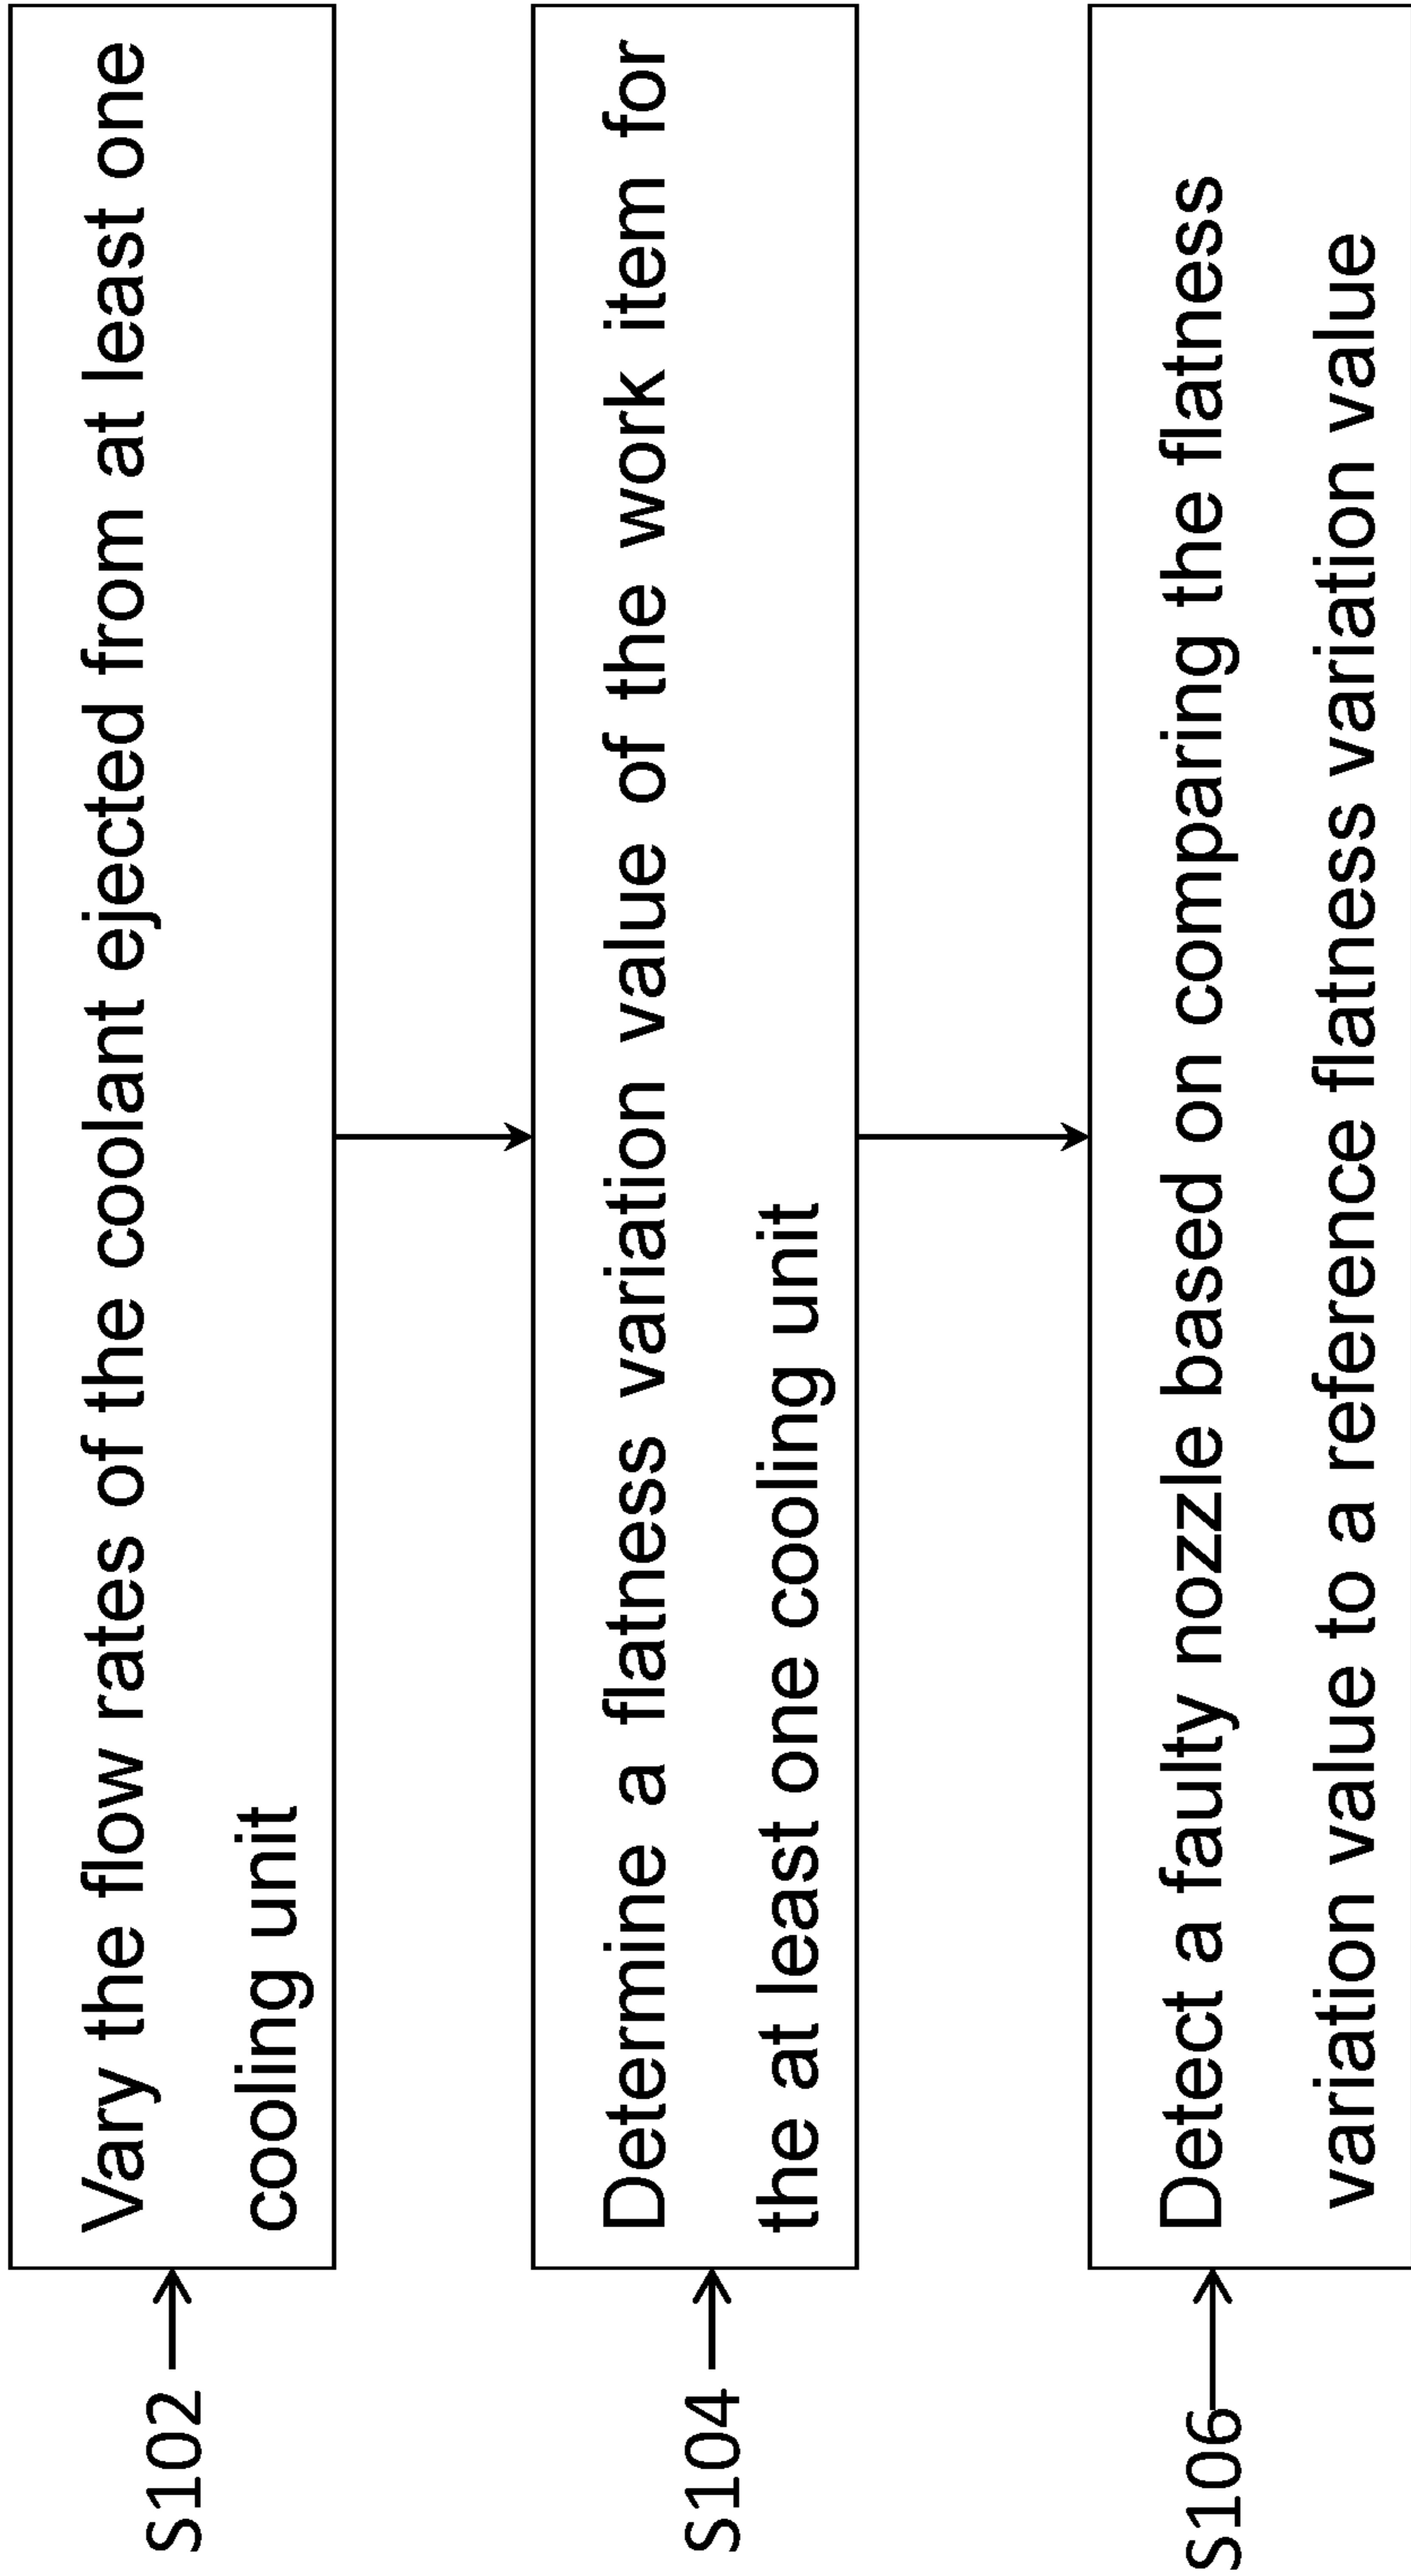 S102
Vary the flow rates of the coolant ejected from at least one
cooling unit
S104
Determine a flatness variation value of the work item for
the at least one cooling unit
S106
Detect a faulty nozzle based on comparing the flatness
variation value to a reference flatness variation value